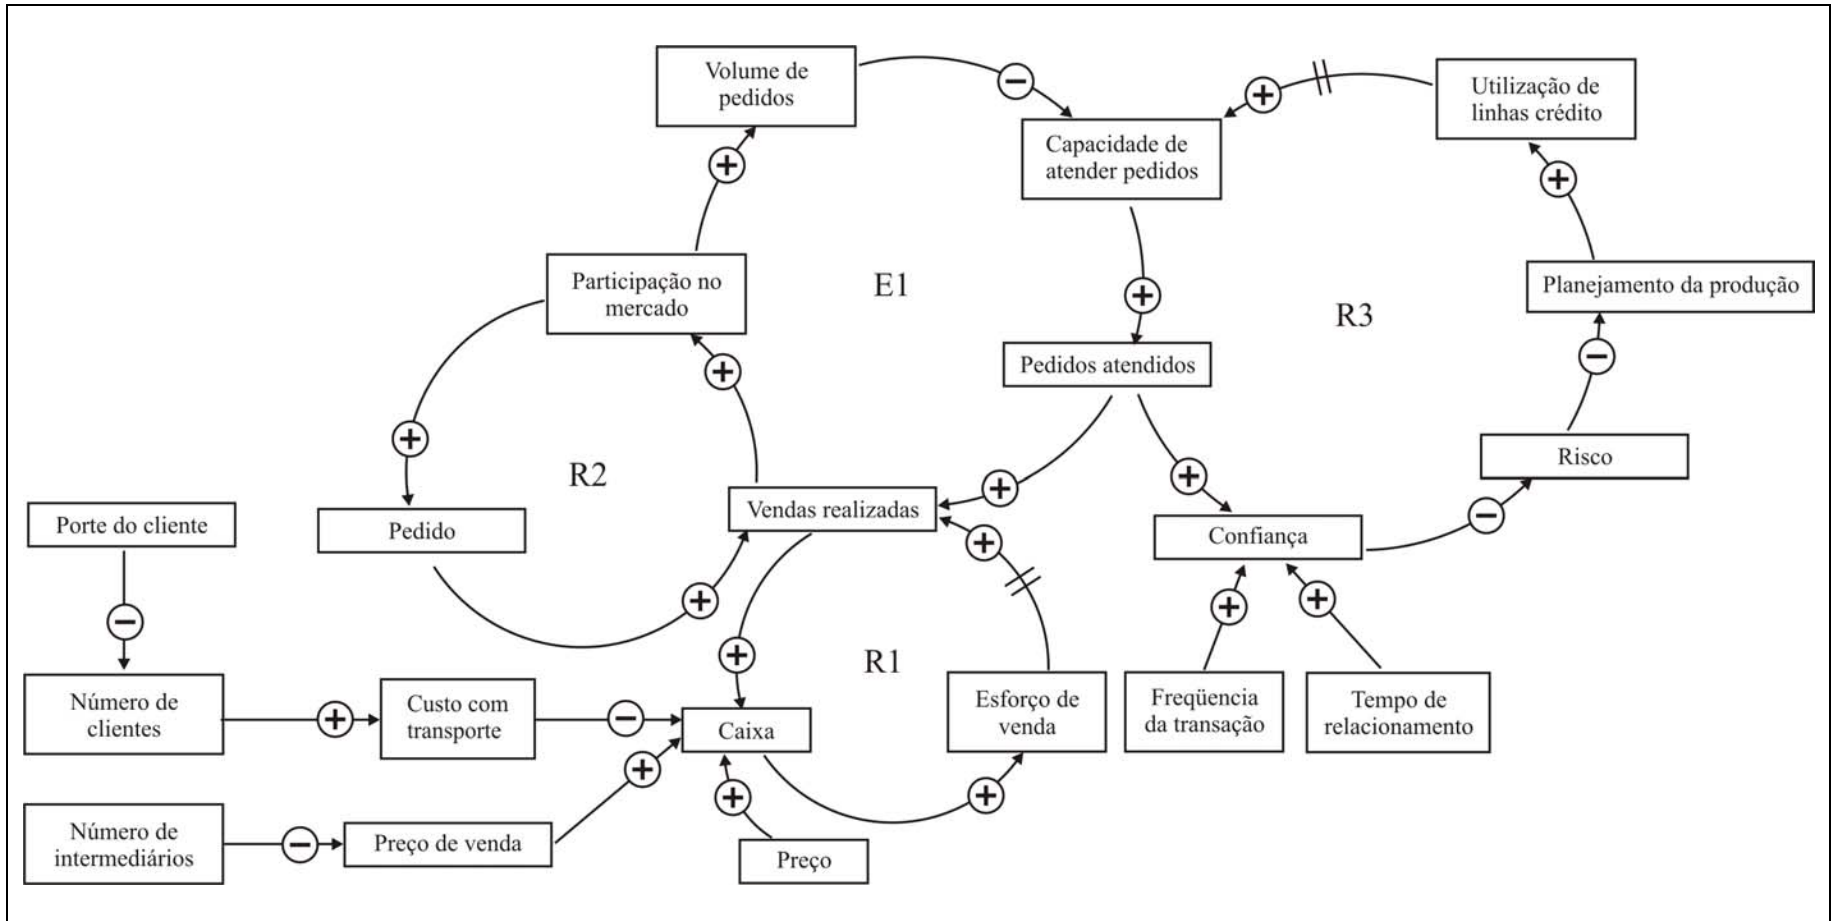 Volume de
pedidos
−
+
Utilização de
linhas crédito
Capacidade de
atender pedidos
+
+
Participação no
mercado
E1
+
R3
Planejamento da produção
−
+
Pedidos atendidos
+
R2
+
+
Risco
−
Vendas realizadas
Confiança
Porte do cliente
Pedido
+
−
+
+
+
+
R1
Número de
clientes
+
Custo com
transporte
−
Caixa
Esforço de
venda
Freqüencia
da transação
Tempo de
relacionamento
+
+
+
Número de
intermediários
−
Preço de venda
Preço